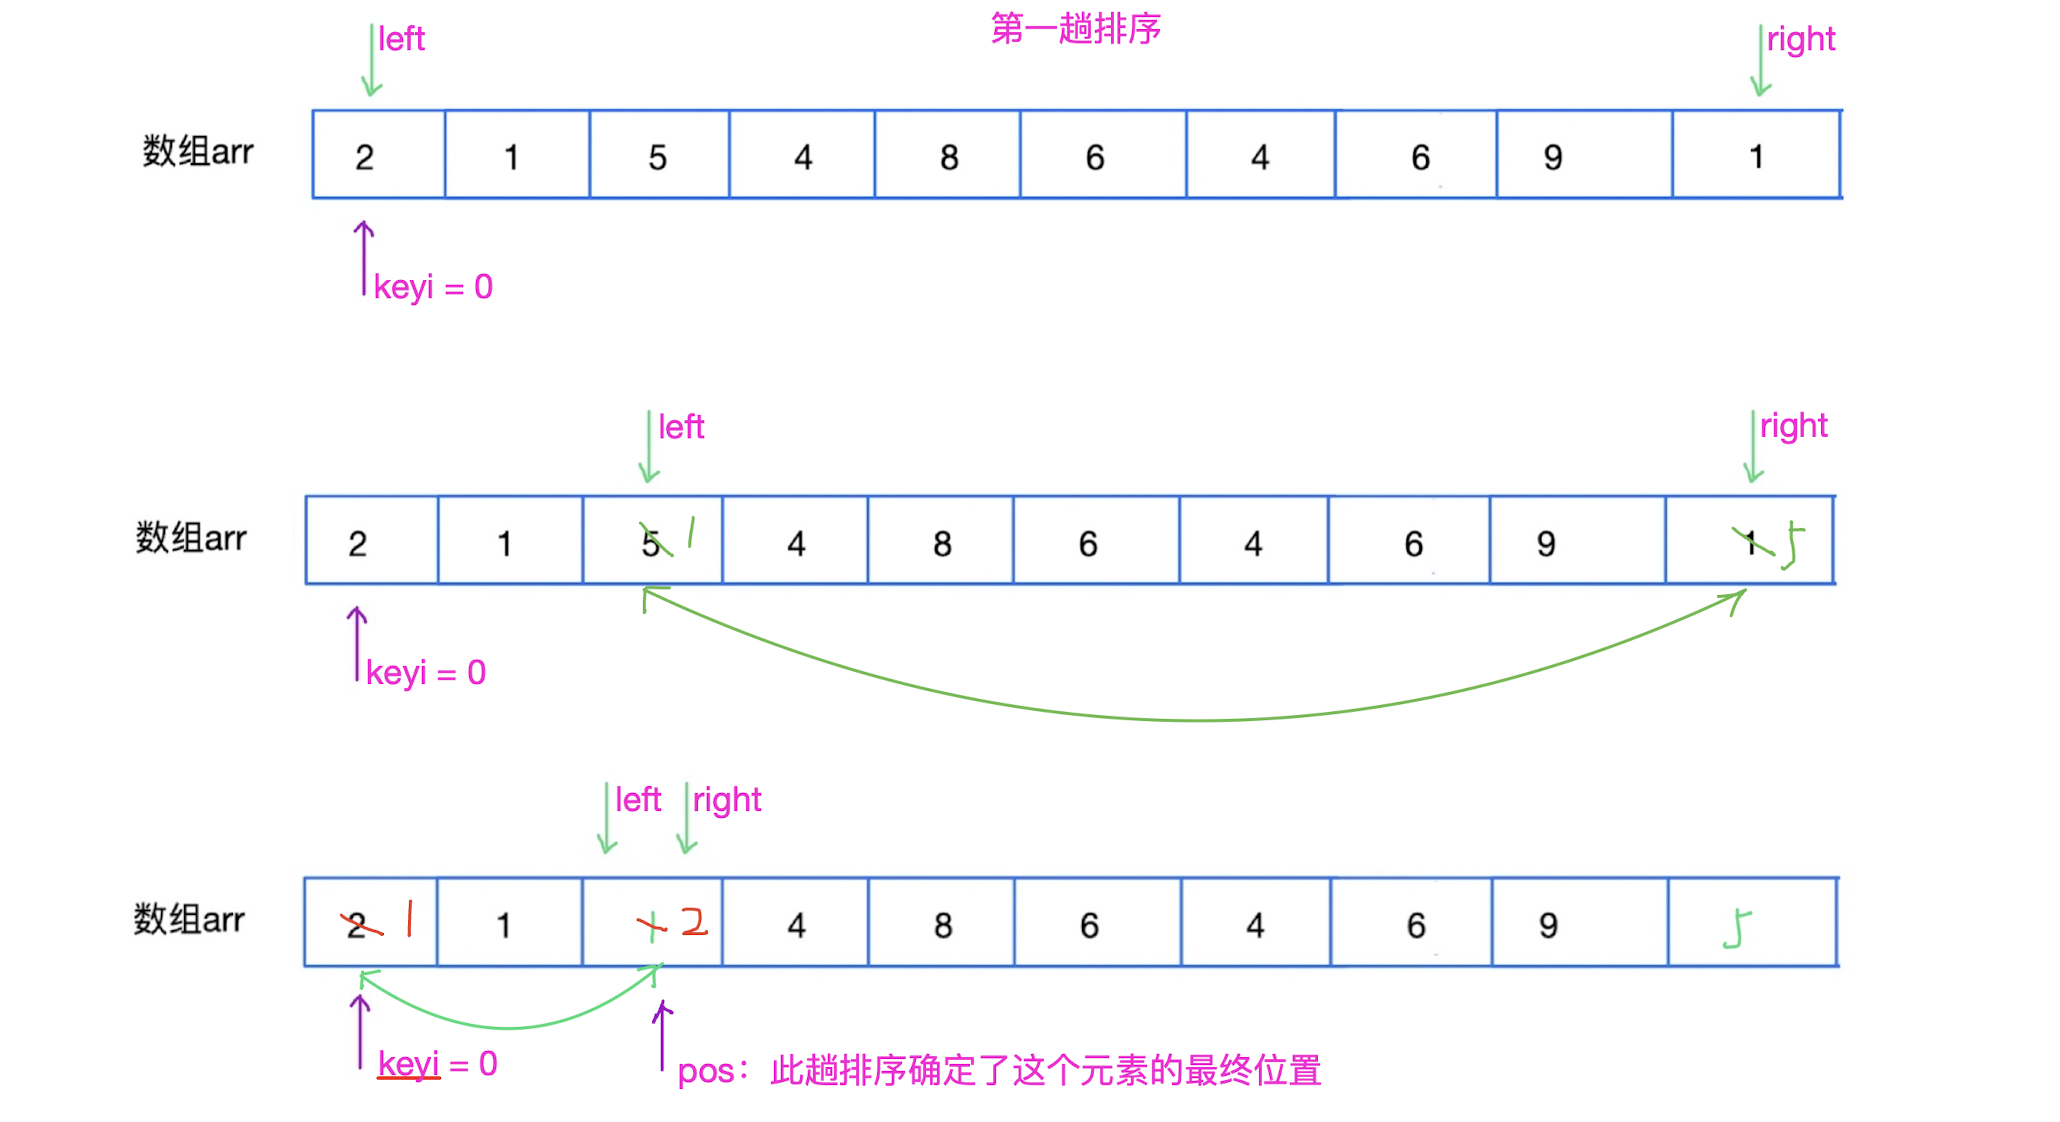 第一趟排序
left right
数组arr 2 1 5 4 8 6 4 6 9 1
keyi = 0
left right
数组arr 2 1 5 1 4 8 6 4 6 9 1 5
keyi = 0
left right
数组arr 2 1 1 1 2 4 8 6 4 6 9 5
keyi = 0
pos：此趟排序确定了这个元素的最终位置